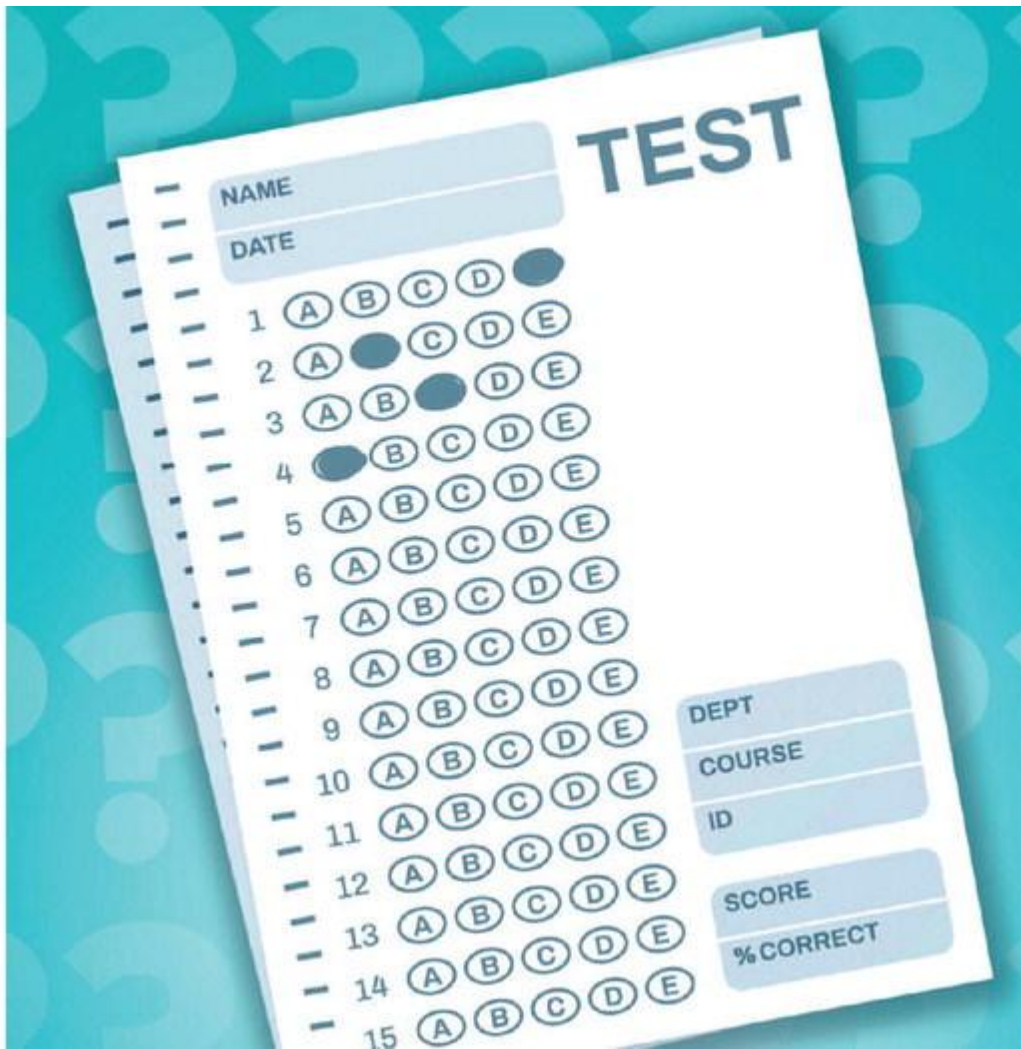 TEST
NAME
DATE
1 A B C D
2 A C D E
3 A B D E
4 B C D E
5 A B C D E
6 A B C D E
7 A B C D E
8 A B C D E
9 A B C D E
10 A B C D E
11 A B C D E
12 A B C D E
13 A B C D E
14 A B C D E
15 A B C D E
DEPT
COURSE
ID
SCORE
% CORRECT
? ? ? ? ? ? ? ? ?